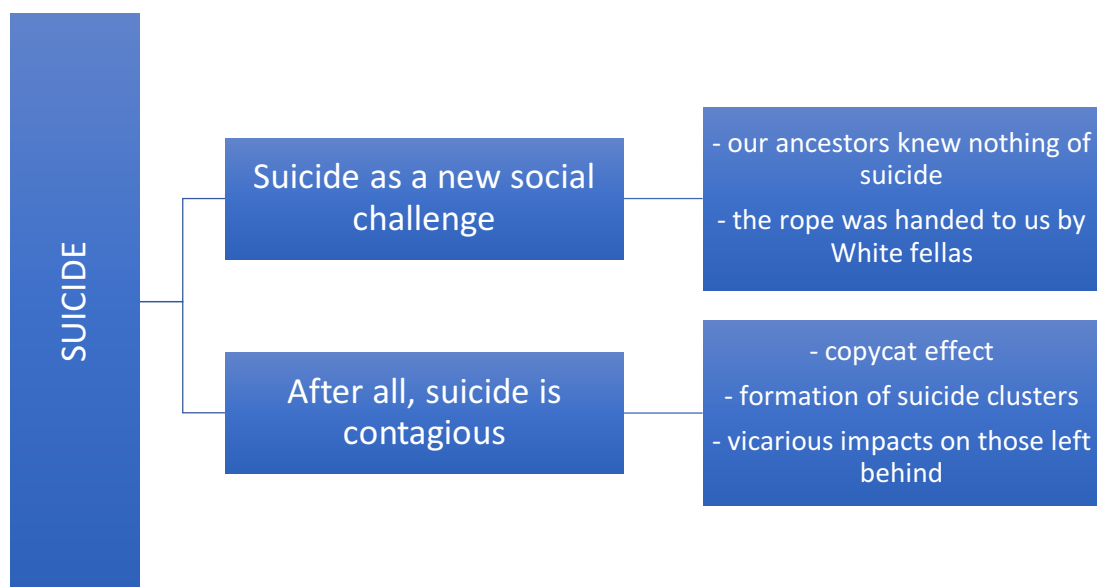 SUICIDE
Suicide as a new social
challenge
- our ancestors knew nothing of
suicide
- the rope was handed to us by
White fellas
After all, suicide is
contagious
- copycat effect
- formation of suicide clusters
- vicarious impacts on those left
behind